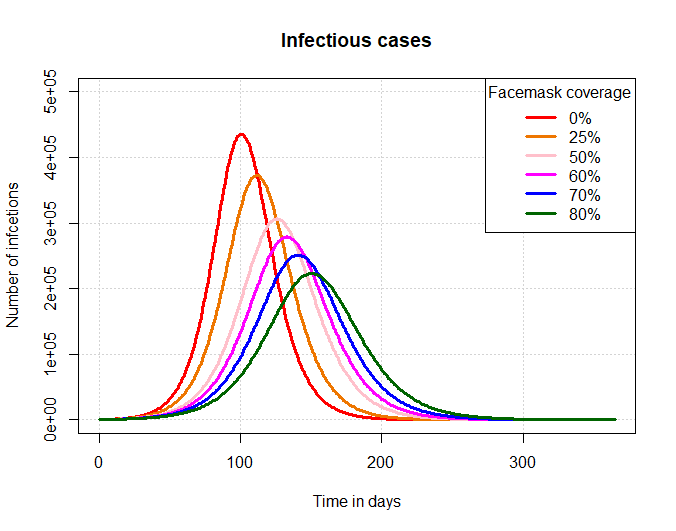 Infectious cases
Number of infcetions
5e+05
4e+05
3e+05
2e+05
1e+05
0e+00
Facemask coverage
0%
25%
50%
60%
70%
80%
0
100
200
300
Time in days